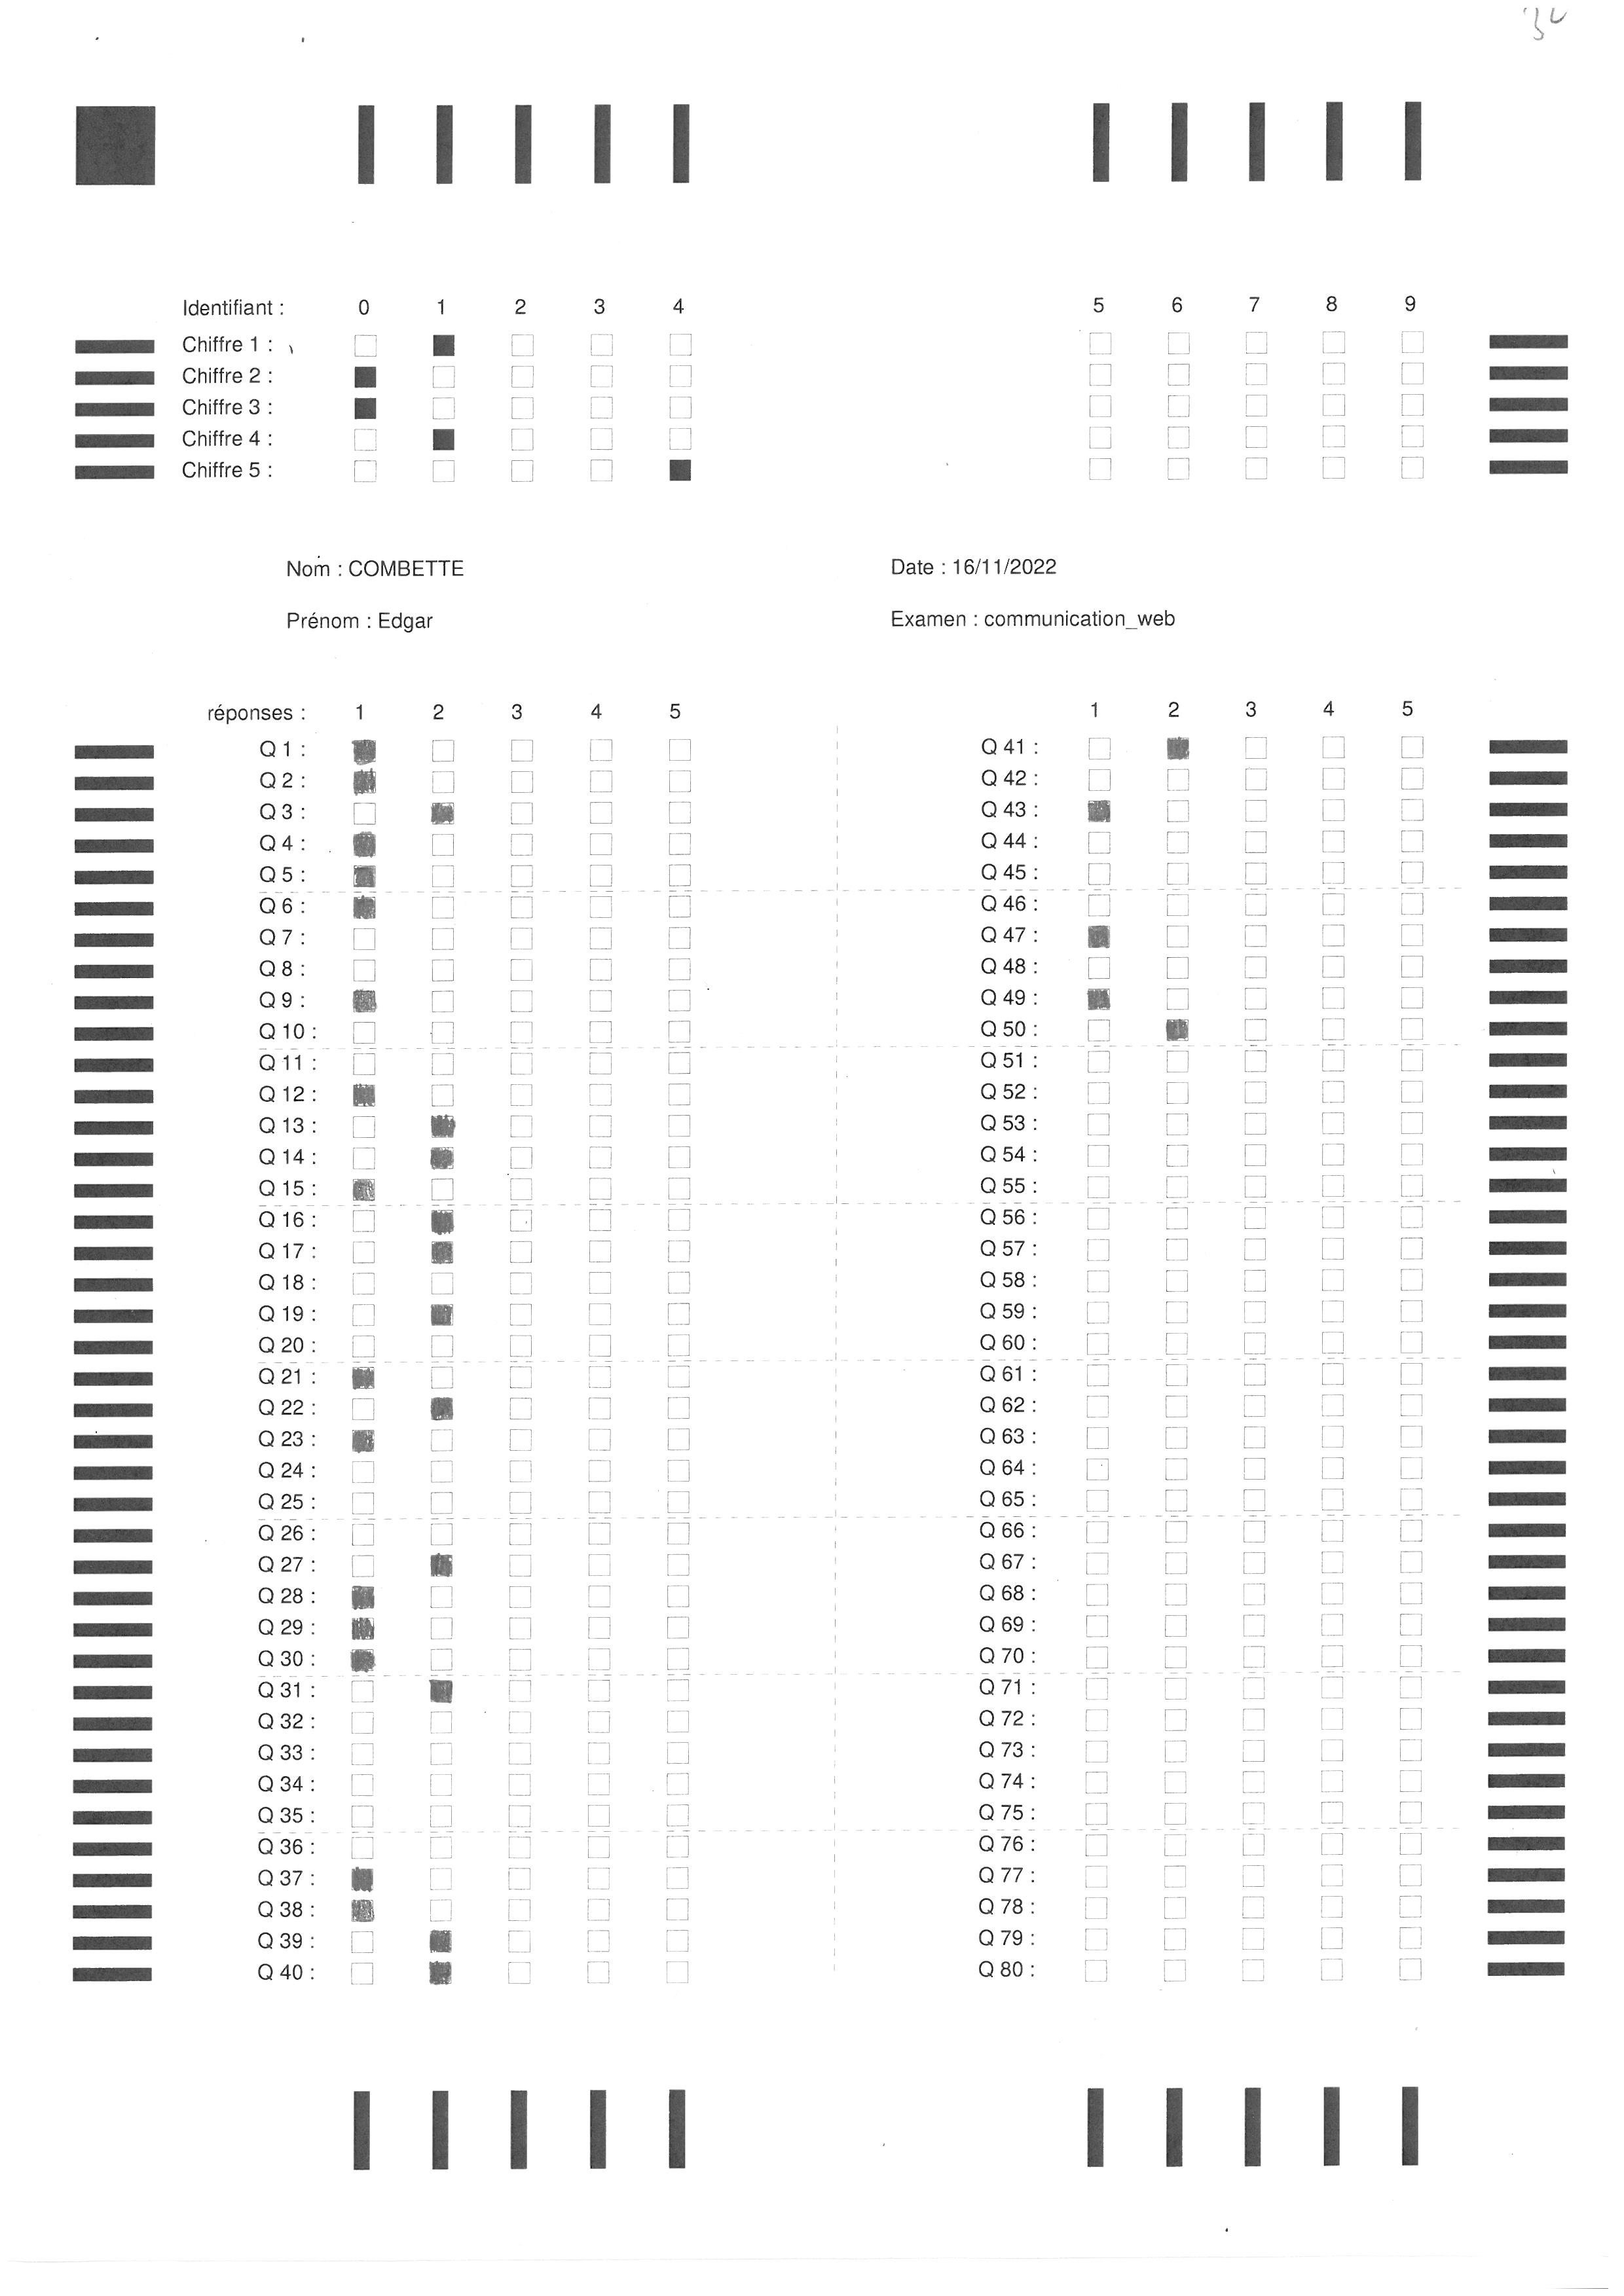 Identifiant : 0 1 2 3 4 5 6 7 8 9
Chiffre 1 :
Chiffre 2 :
Chiffre 3 :
Chiffre 4 :
Chiffre 5 :
Nom : COMBETTE Date : 16/11/2022
Prénom : Edgar Examen : communication_web
réponses : 1 2 3 4 5 1 2 3 4 5
Q 1 : Q 41 :
Q 2 : Q 42 :
Q 3 : Q 43 :
Q 4 : Q 44 :
Q 5 : Q 45 :
Q 6 : Q 46 :
Q 7 : Q 47 :
Q 8 : Q 48 :
Q 9 : Q 49 :
Q 10 : Q 50 :
Q 11 : Q 51 :
Q 12 : Q 52 :
Q 13 : Q 53 :
Q 14 : Q 54 :
Q 15 : Q 55 :
Q 16 : Q 56 :
Q 17 : Q 57 :
Q 18 : Q 58 :
Q 19 : Q 59 :
Q 20 : Q 60 :
Q 21 : Q 61 :
Q 22 : Q 62 :
Q 23 : Q 63 :
Q 24 : Q 64 :
Q 25 : Q 65 :
Q 26 : Q 66 :
Q 27 : Q 67 :
Q 28 : Q 68 :
Q 29 : Q 69 :
Q 30 : Q 70 :
Q 31 : Q 71 :
Q 32 : Q 72 :
Q 33 : Q 73 :
Q 34 : Q 74 :
Q 35 : Q 75 :
Q 36 : Q 76 :
Q 37 : Q 77 :
Q 38 : Q 78 :
Q 39 : Q 79 :
Q 40 : Q 80 :